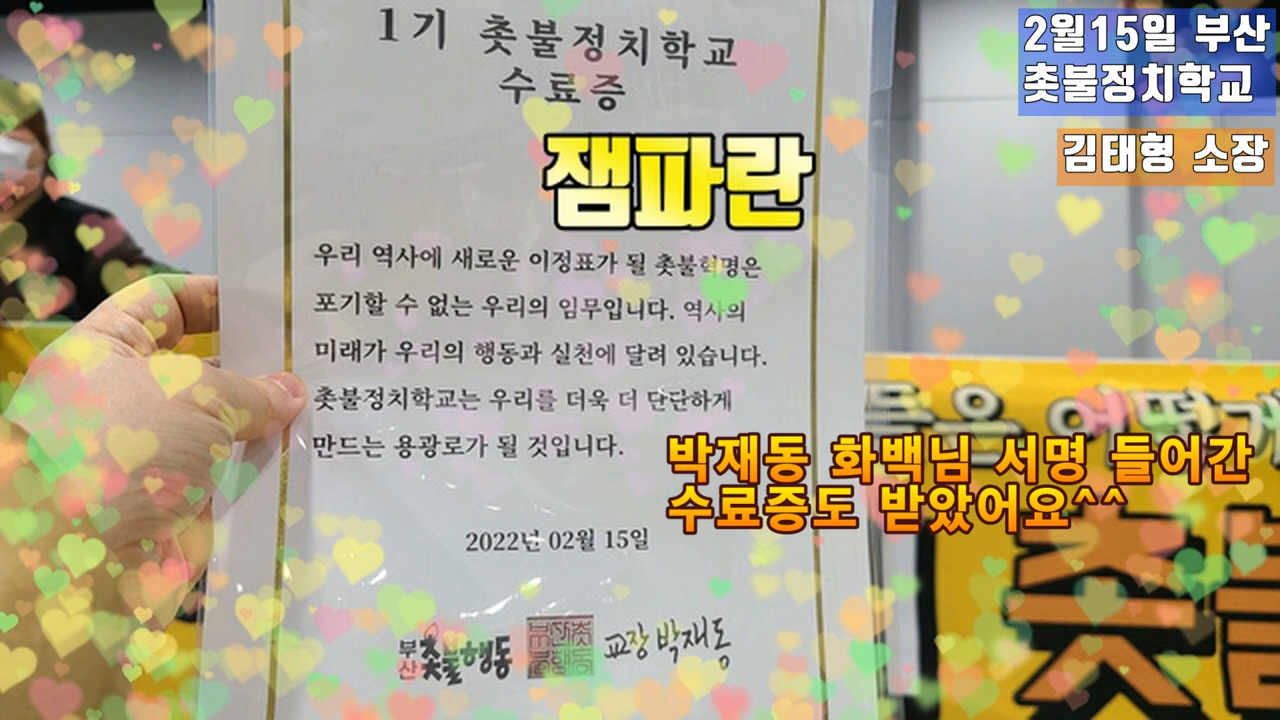 1기 촛불정치학교
수료증
잼파란
우리 역사에 새로운 이정표가 될 촛불혁명은
포기할 수 없는 우리의 임무입니다. 역사의
미래가 우리의 행동과 실천에 달려 있습니다.
촛불정치학교는 우리를 더욱 더 단단하게
만드는 용광로가 될 것입니다.
2022년 02월 15일
부산 촛불행동
교장 박재동
2월15일 부산
촛불정치학교
김태형 소장
박재동 화백님 서명 들어간
수료증도 받았어요^^